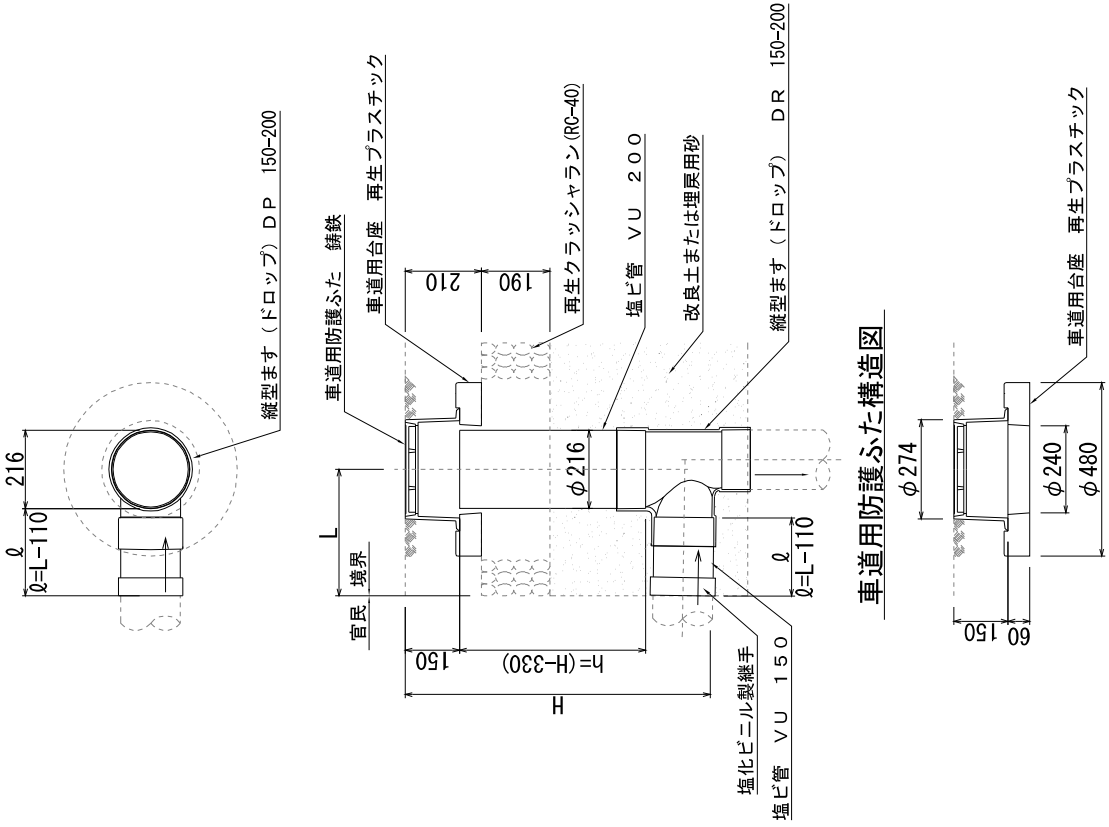 216
ℓ
ℓ=L-110
縦型ます（ドロップ）ＤＰ 150-200
L
官民 境界
車道用防護ふた 鋳鉄
車道用台座 再生プラスチック
210
190
再生クラッシャラン(RC-40)
塩ビ管 ＶＵ ２００
改良土または埋戻用砂
縦型ます（ドロップ） ＤＲ 150-200
φ216
150
h=(H-330)
H
ℓ
ℓ=L-110
塩化ビニル製継手
塩ビ管 ＶＵ １５０
車道用防護ふた構造図
φ274
φ240
φ480
150
60
車道用台座 再生プラスチック